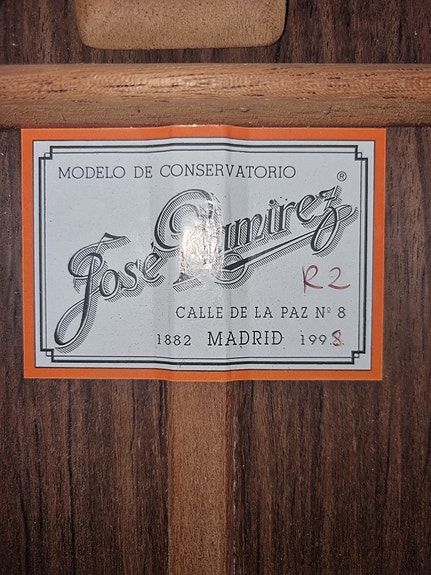 MODELO DE CONSERVATORIO
José Ramirez ®
R2
CALLE DE LA PAZ Nº 8
1882 MADRID 1998